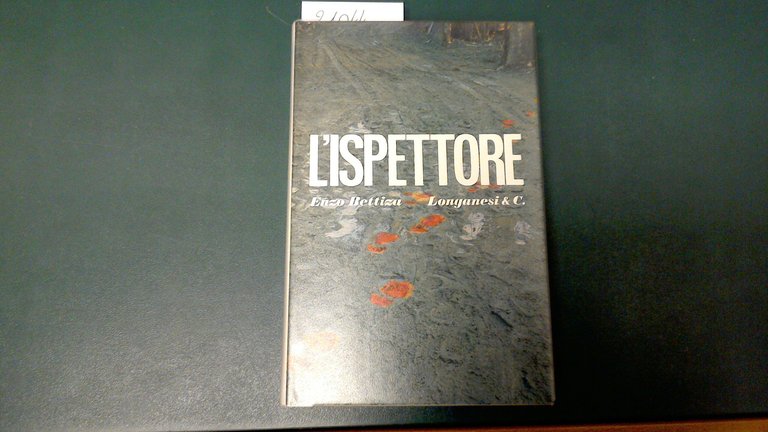 L'ISPETTORE
Enzo Bettiza Longanesi & C.